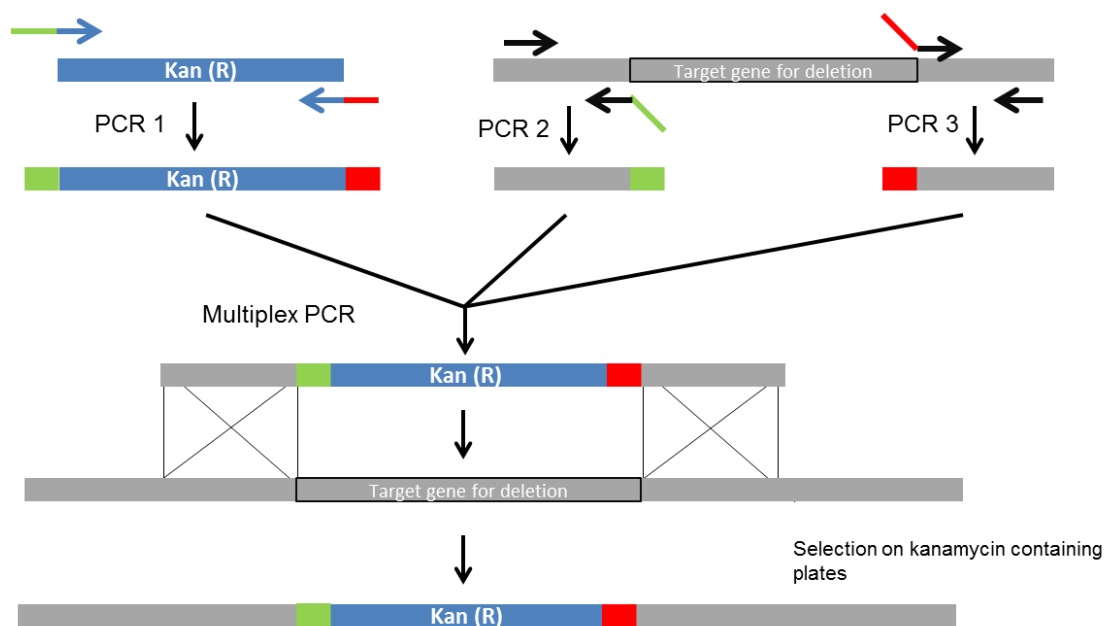 Kan (R)
Target gene for deletion
PCR 1
PCR 2
PCR 3
Kan (R)
Multiplex PCR
Kan (R)
Target gene for deletion
Selection on kanamycin containing
plates
Kan (R)